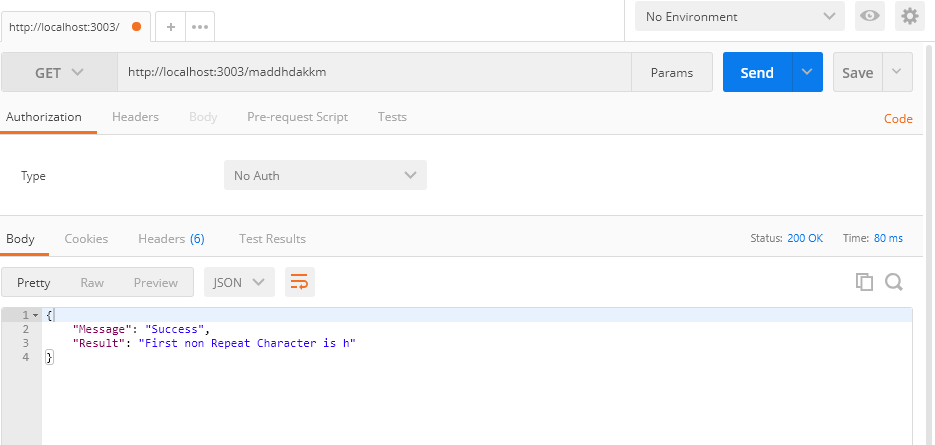 http://localhost:3003/
No Environment
GET http://localhost:3003/maddhdakkm Params Send Save
Authorization Headers Body Pre-request Script Tests Code
Type No Auth
Body Cookies Headers (6) Test Results Status: 200 OK Time: 80 ms
Pretty Raw Preview JSON
1 {
2 "Message": "Success",
3 "Result": "First non Repeat Character is h"
4 }